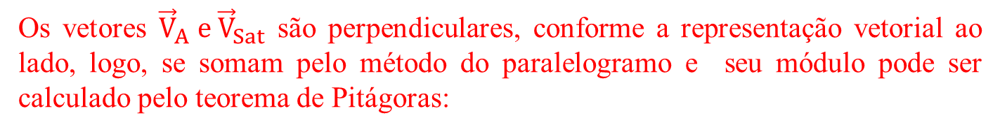 Os vetores V⃗A e V⃗Sat são perpendiculares, conforme a representação vetorial ao
lado, logo, se somam pelo método do paralelogramo e seu módulo pode ser
calculado pelo teorema de Pitágoras: